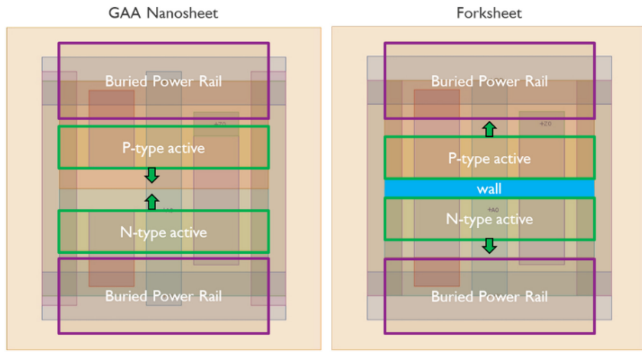 GAA Nanosheet
Buried Power Rail
P-type active
N-type active
Buried Power Rail
Forksheet
Buried Power Rail
P-type active
wall
N-type active
Buried Power Rail